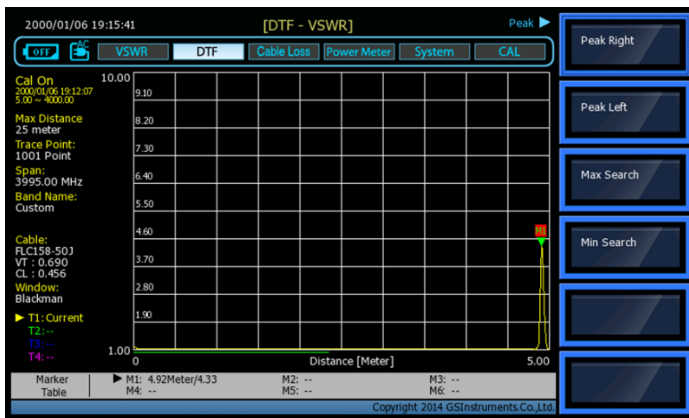 2000/01/06 19:15:41
[DTF - VSWR]
Peak
OFF
AC
VSWR
DTF
Cable Loss
Power Meter
System
CAL
Cal On
2000/01/06 19:12:07
5.00 ~ 4000.00
Max Distance
25 meter
Trace Point:
1001 Point
Span:
3995.00 MHz
Band Name:
Custom
Cable:
FLC158-50J
VT : 0.690
CL : 0.456
Window:
Blackman
T1: Current
T2:--
T3:--
T4:--
10.00
9.10
8.20
7.30
6.40
5.50
4.60
3.70
2.80
1.90
1.00
M1
0
Distance [Meter]
5.00
Marker
Table
M1: 4.92Meter/4.33
M2: --
M3: --
M4: --
M5: --
M6: --
Copyright 2014 GSInstruments.Co.,Ltd.
Peak Right
Peak Left
Max Search
Min Search